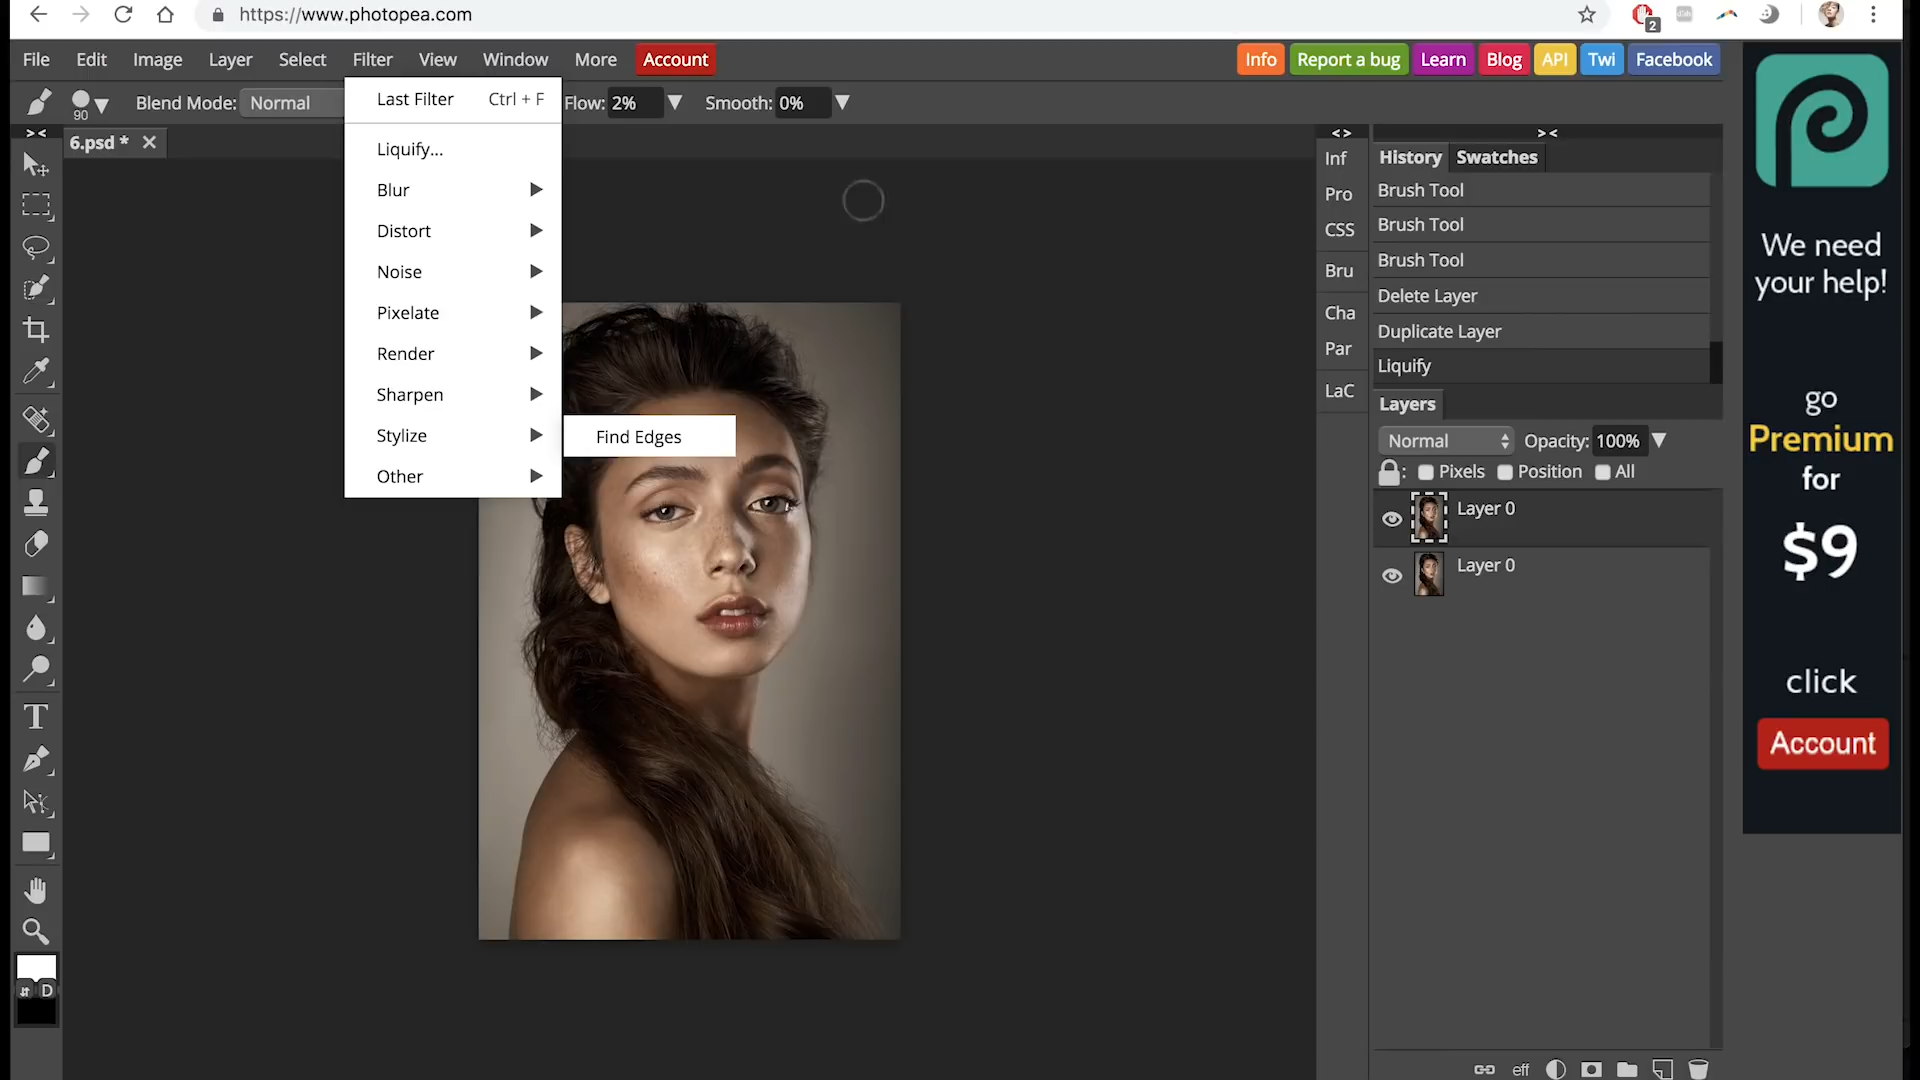 https://www.photopea.com
2
File Edit Image Layer Select Filter View Window More Account
Info Report a bug Learn Blog API Twi Facebook
90 Blend Mode: Normal Flow: 2% Smooth: 0%
6.psd *
Last Filter Ctrl + F
Liquify...
Blur
Distort
Noise
Pixelate
Render
Sharpen
Stylize
Find Edges
Other
T
D
Inf
Pro
CSS
Bru
Cha
Par
LaC
History Swatches
Brush Tool
Brush Tool
Brush Tool
Delete Layer
Duplicate Layer
Liquify
Layers
Normal Opacity: 100%
: Pixels Position All
Layer 0
Layer 0
eff
We need
your help!
go
Premium
for
$9
click
Account